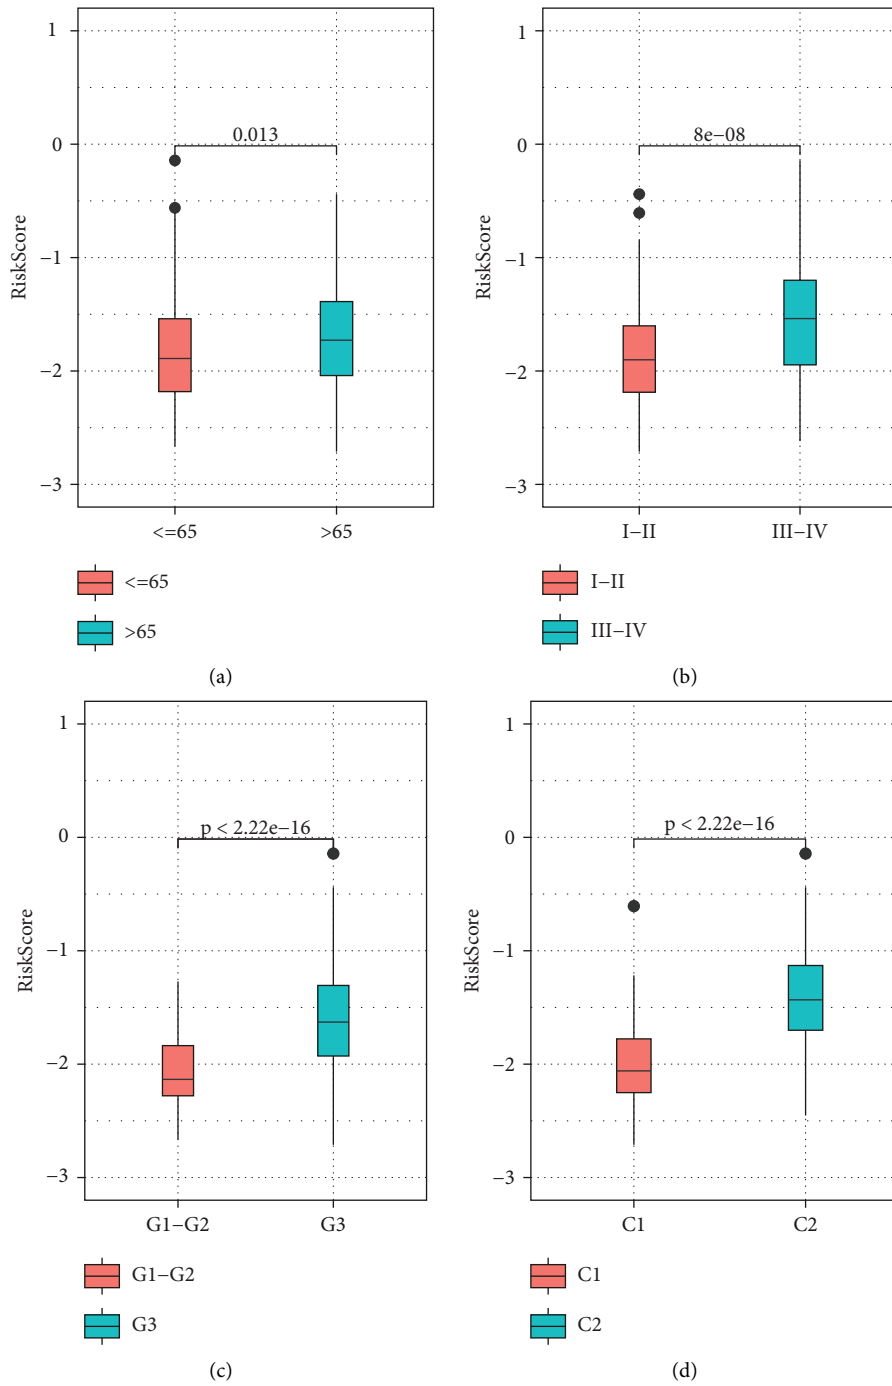 1
0
−1
−2
−3
RiskScore
0.013
<=65 >65
<=65
>65
(a)
1
0
−1
−2
−3
RiskScore
8e−08
I−II III−IV
I−II
III−IV
(b)
1
0
−1
−2
−3
RiskScore
p < 2.22e−16
G1−G2 G3
G1−G2
G3
(c)
1
0
−1
−2
−3
RiskScore
p < 2.22e−16
C1 C2
C1
C2
(d)